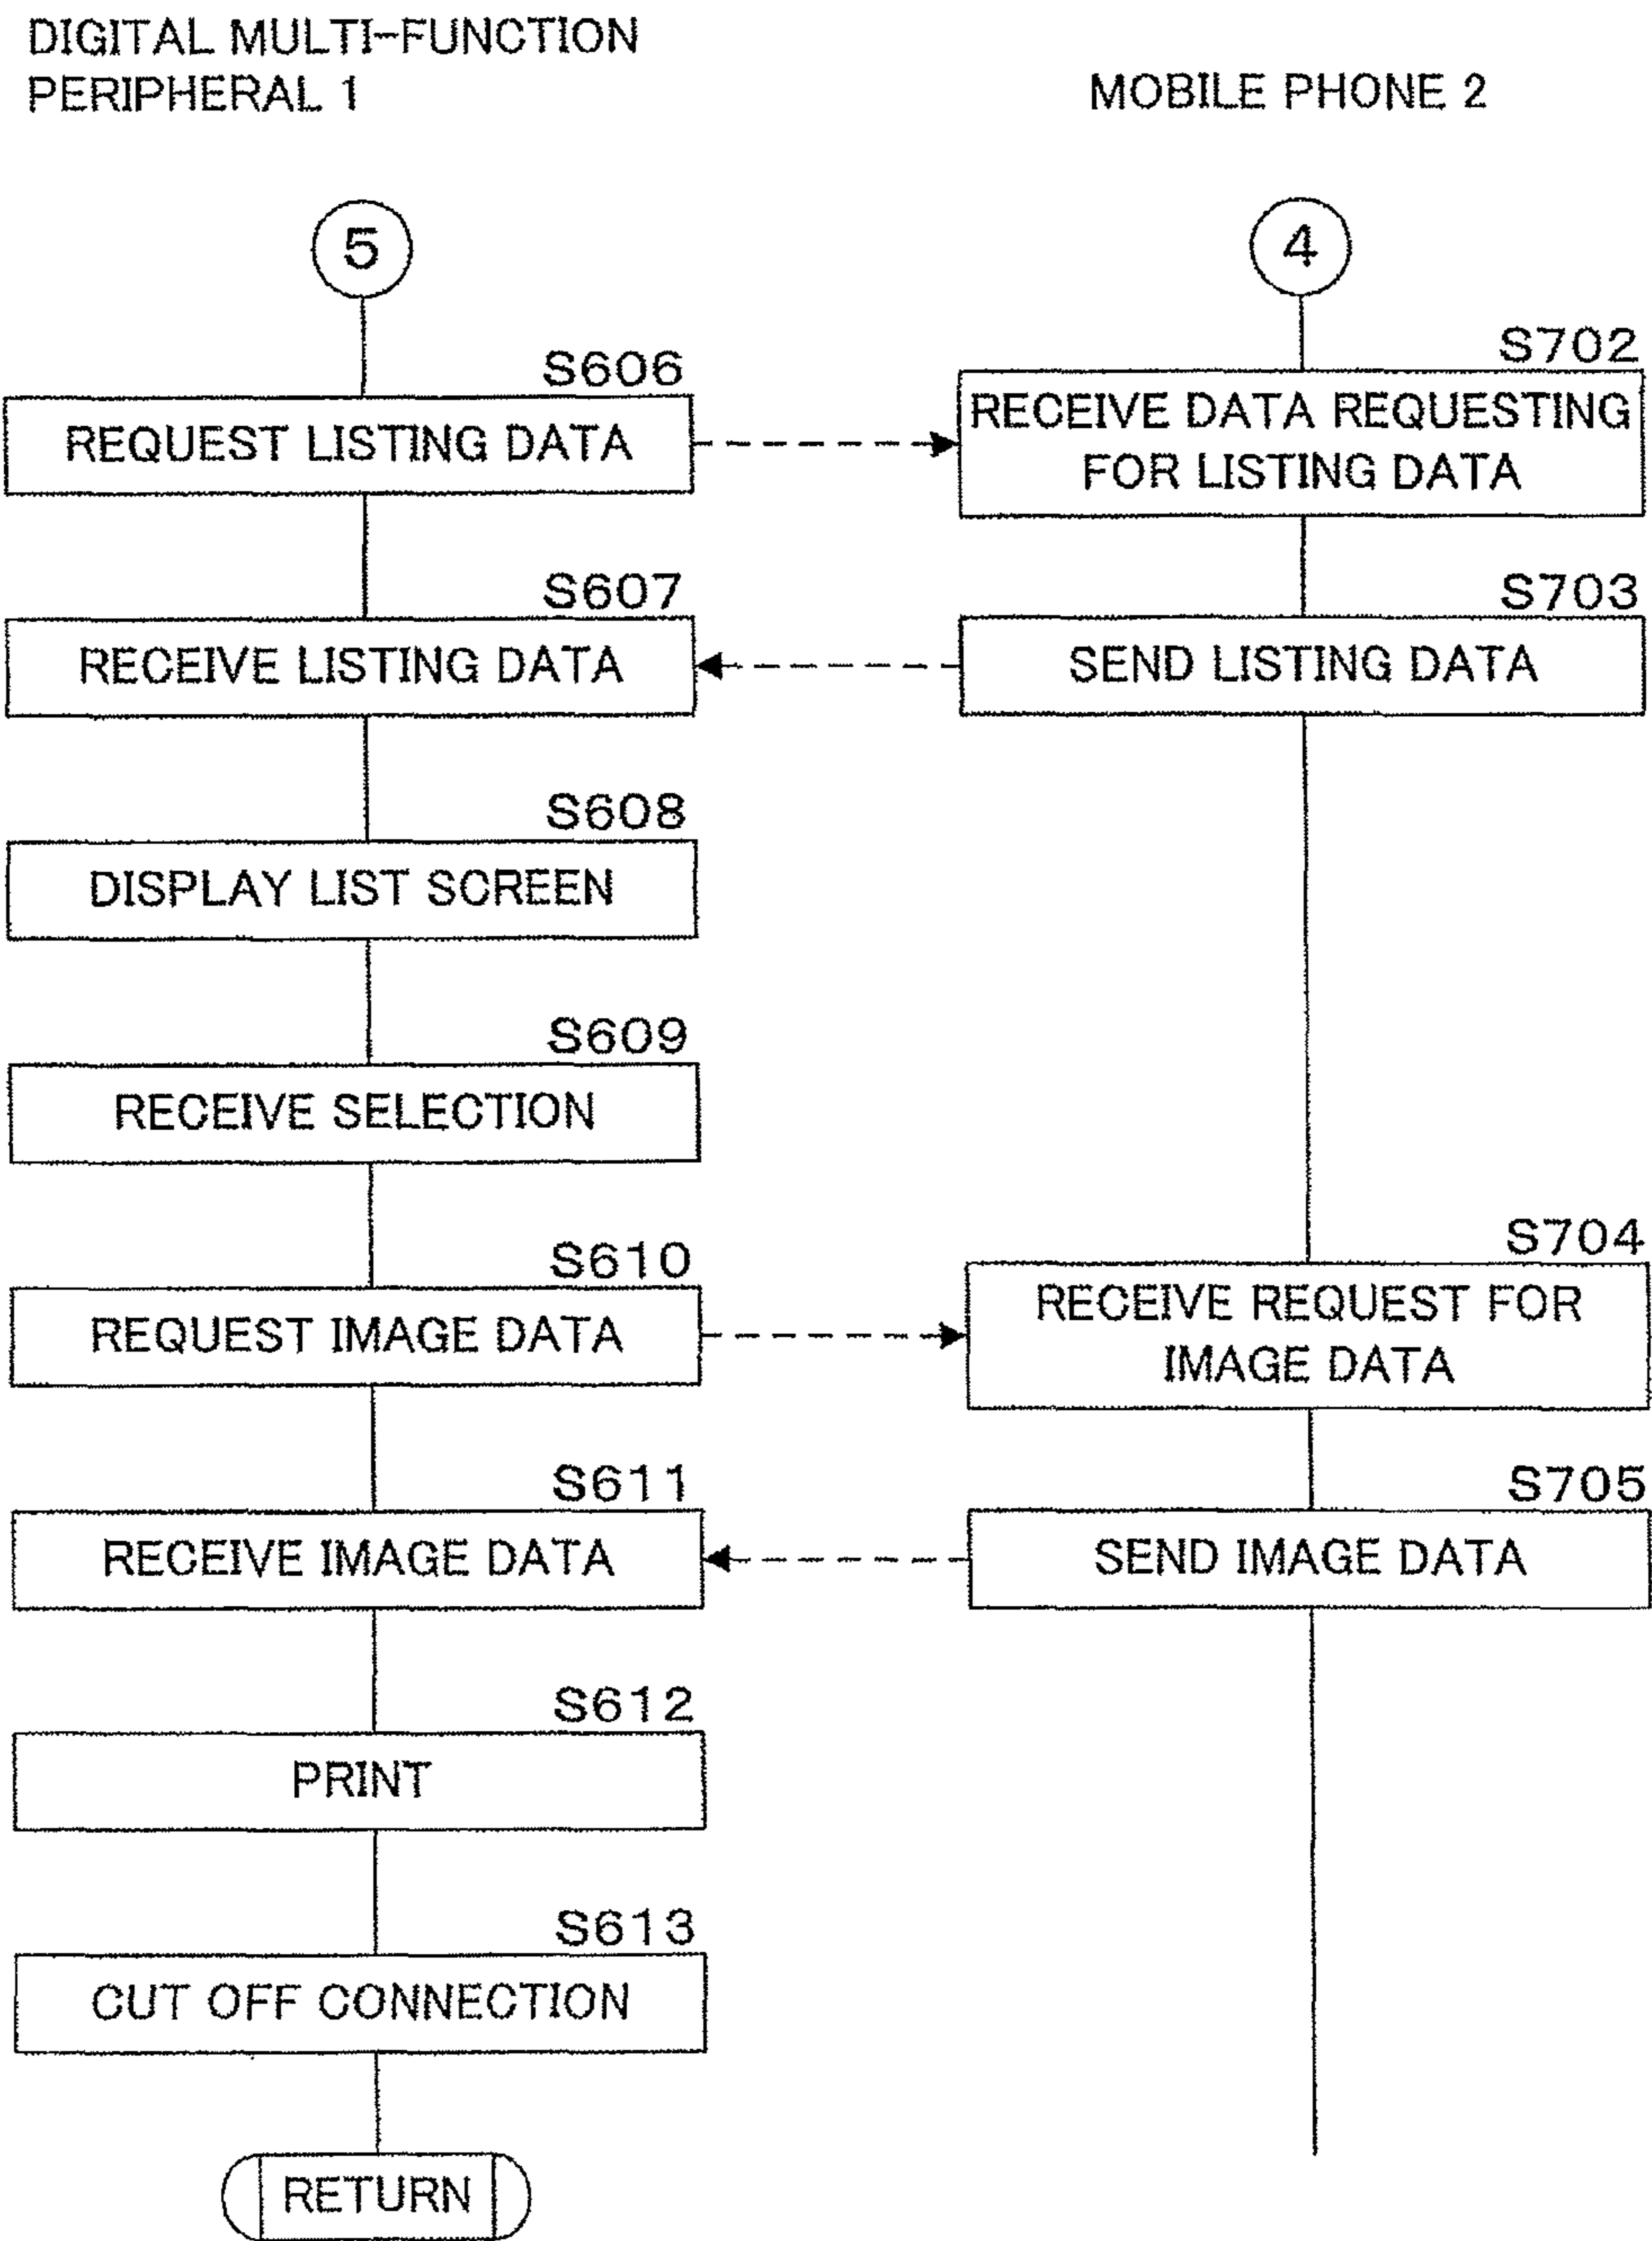 DIGITAL MULTI-FUNCTION
PERIPHERAL 1
MOBILE PHONE 2
5
4
S606
REQUEST LISTING DATA
S702
RECEIVE DATA REQUESTING
FOR LISTING DATA
S607
RECEIVE LISTING DATA
S703
SEND LISTING DATA
S608
DISPLAY LIST SCREEN
S609
RECEIVE SELECTION
S610
REQUEST IMAGE DATA
S704
RECEIVE REQUEST FOR
IMAGE DATA
S611
RECEIVE IMAGE DATA
S705
SEND IMAGE DATA
S612
PRINT
S613
CUT OFF CONNECTION
RETURN